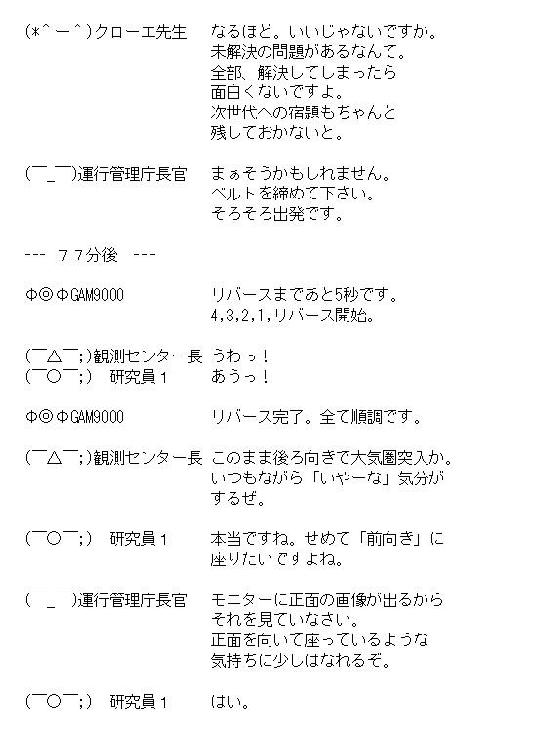 (*＾ー＾)クローエ先生　なるほど。いいじゃないですか。
未解決の問題があるなんて。
全部、解決してしまったら
面白くないですよ。
次世代への宿題もちゃんと
残しておかないと。
(￣_￣)運行管理庁長官　まぁそうかもしれません。
ベルトを締めて下さい。
そろそろ出発です。
--- ７７分後 ---
Φ◎ΦGAM9000　リバースまであと5秒です。
4,3,2,1,リバース開始。
(￣△￣;)観測センター長 うわっ！
(￣○￣;) 研究員１　あうっ！
Φ◎ΦGAM9000　リバース完了。全て順調です。
(￣△￣;)観測センター長 このまま後ろ向きで大気圏突入か。
いつもながら「いやーな」気分が
するぜ。
(￣○￣;) 研究員１　本当ですね。せめて「前向き」に
座りたいですよね。
( _ )運行管理庁長官　モニターに正面の画像が出るから
それを見ていなさい。
正面を向いて座っているような
気持ちに少しはなれるぞ。
(￣○￣;) 研究員１　はい。